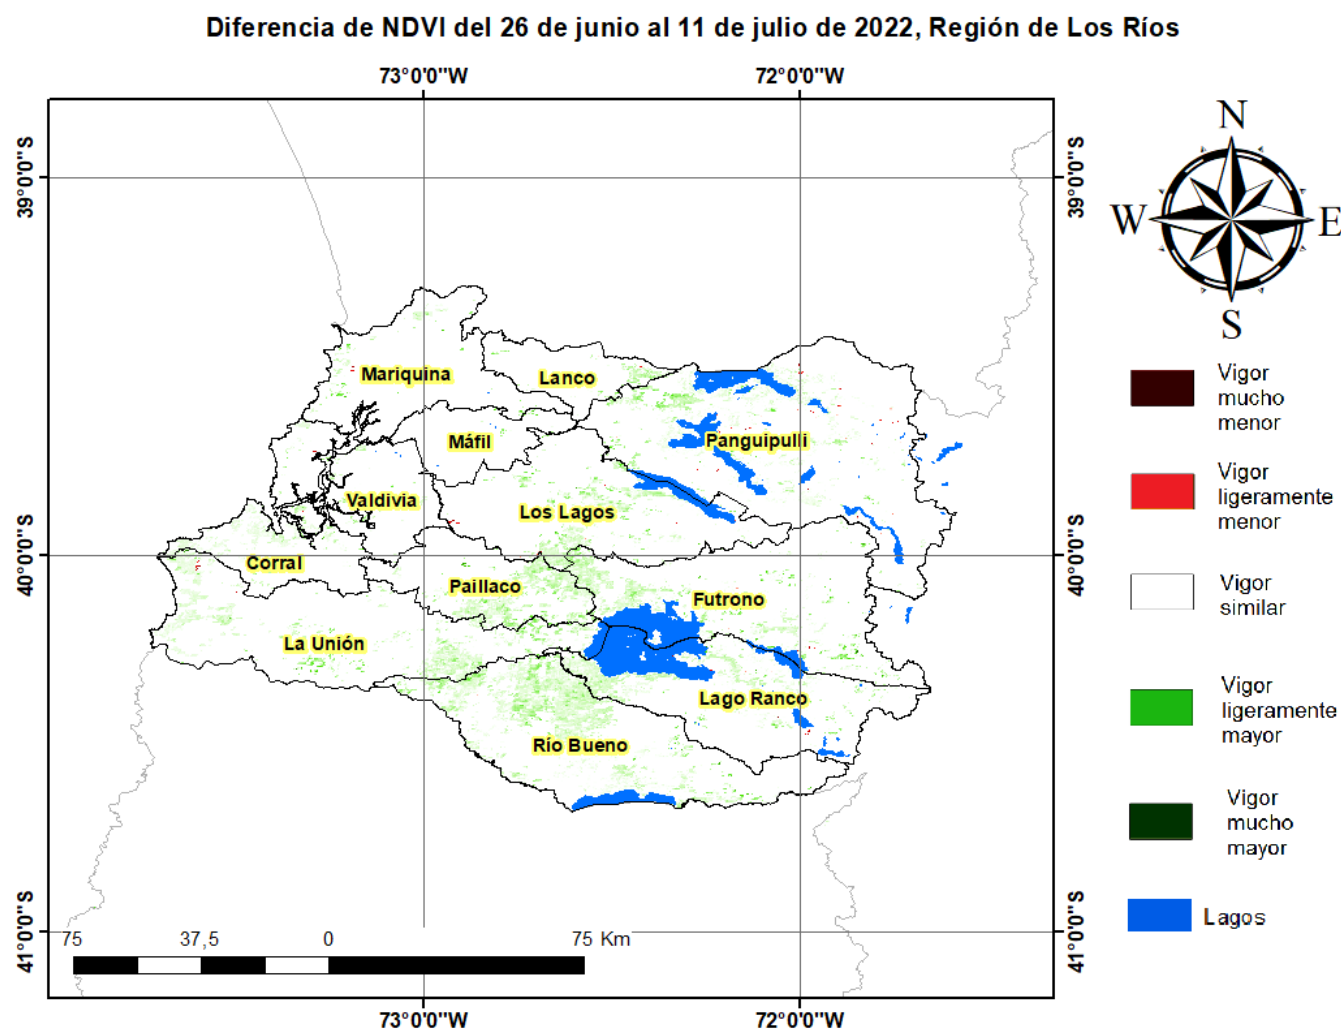 Diferencia de NDVI del 26 de junio al 11 de julio de 2022, Región de Los Ríos
73°0'0"W
72°0'0"W
39°0'0"S
39°0'0"S
40°0'0"S
40°0'0"S
41°0'0"S
41°0'0"S
73°0'0"W
72°0'0"W
Mariquina
Lanco
Máfil
Panguipulli
Valdivia
Los Lagos
Corral
Paillaco
Futrono
La Unión
Lago Ranco
Río Bueno
75
37,5
0
75 Km
N
W
E
S
Vigor
mucho
menor
Vigor
ligeramente
menor
Vigor
similar
Vigor
ligeramente
mayor
Vigor
mucho
mayor
Lagos